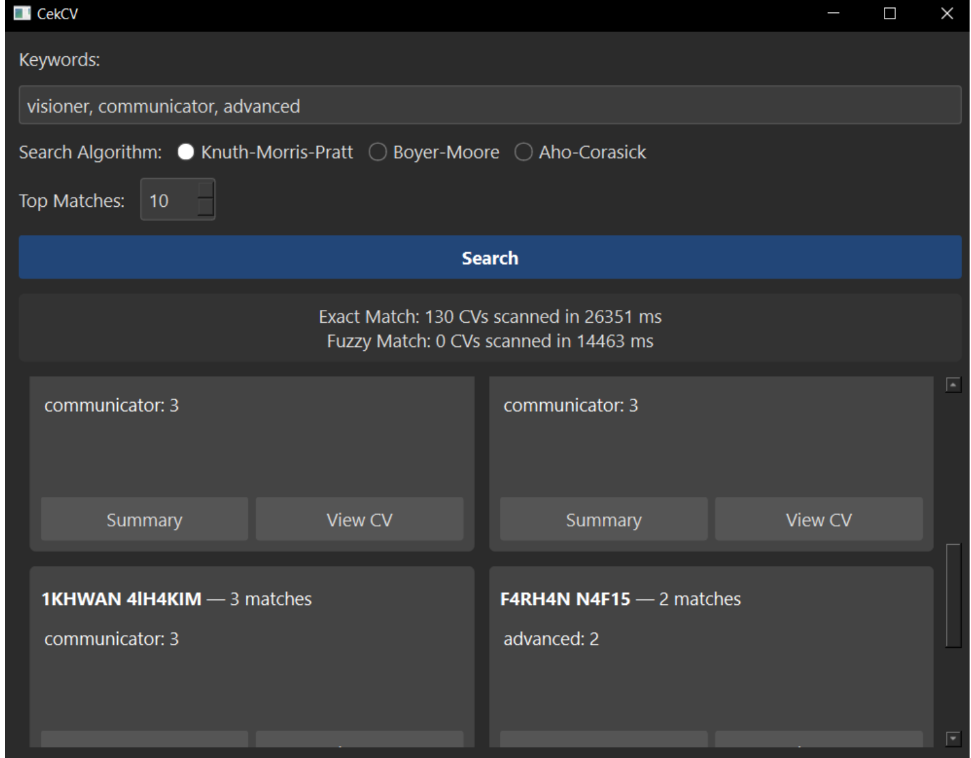 CekCV
Keywords:
visioner, communicator, advanced
Search Algorithm: Knuth-Morris-Pratt Boyer-Moore Aho-Corasick
Top Matches: 10
Search
Exact Match: 130 CVs scanned in 26351 ms
Fuzzy Match: 0 CVs scanned in 14463 ms
communicator: 3
communicator: 3
Summary View CV
Summary View CV
1KHWAN 4lH4KIM — 3 matches
F4RH4N N4F15 — 2 matches
communicator: 3
advanced: 2